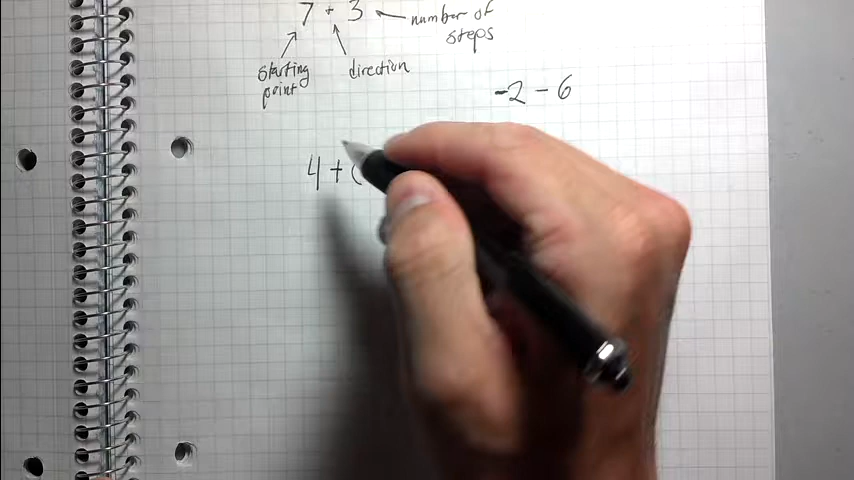 7 + 3
number of
steps
starting
point
direction
-2 - 6
4 + (